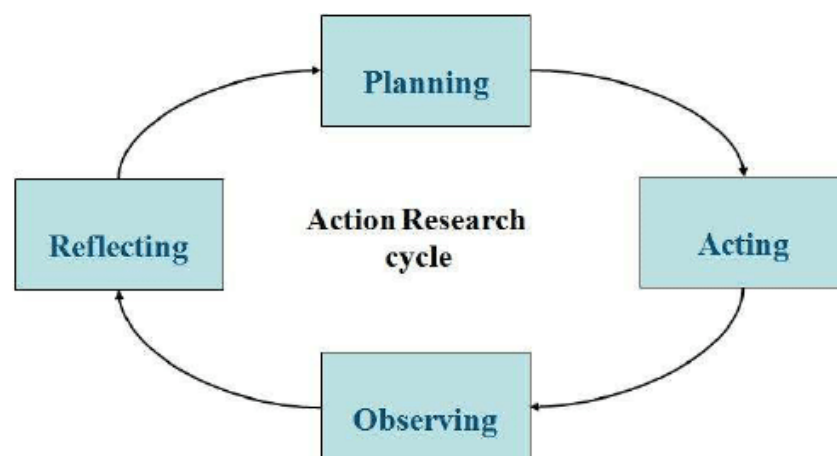 Planning
Reflecting
Action Research
cycle
Acting
Observing